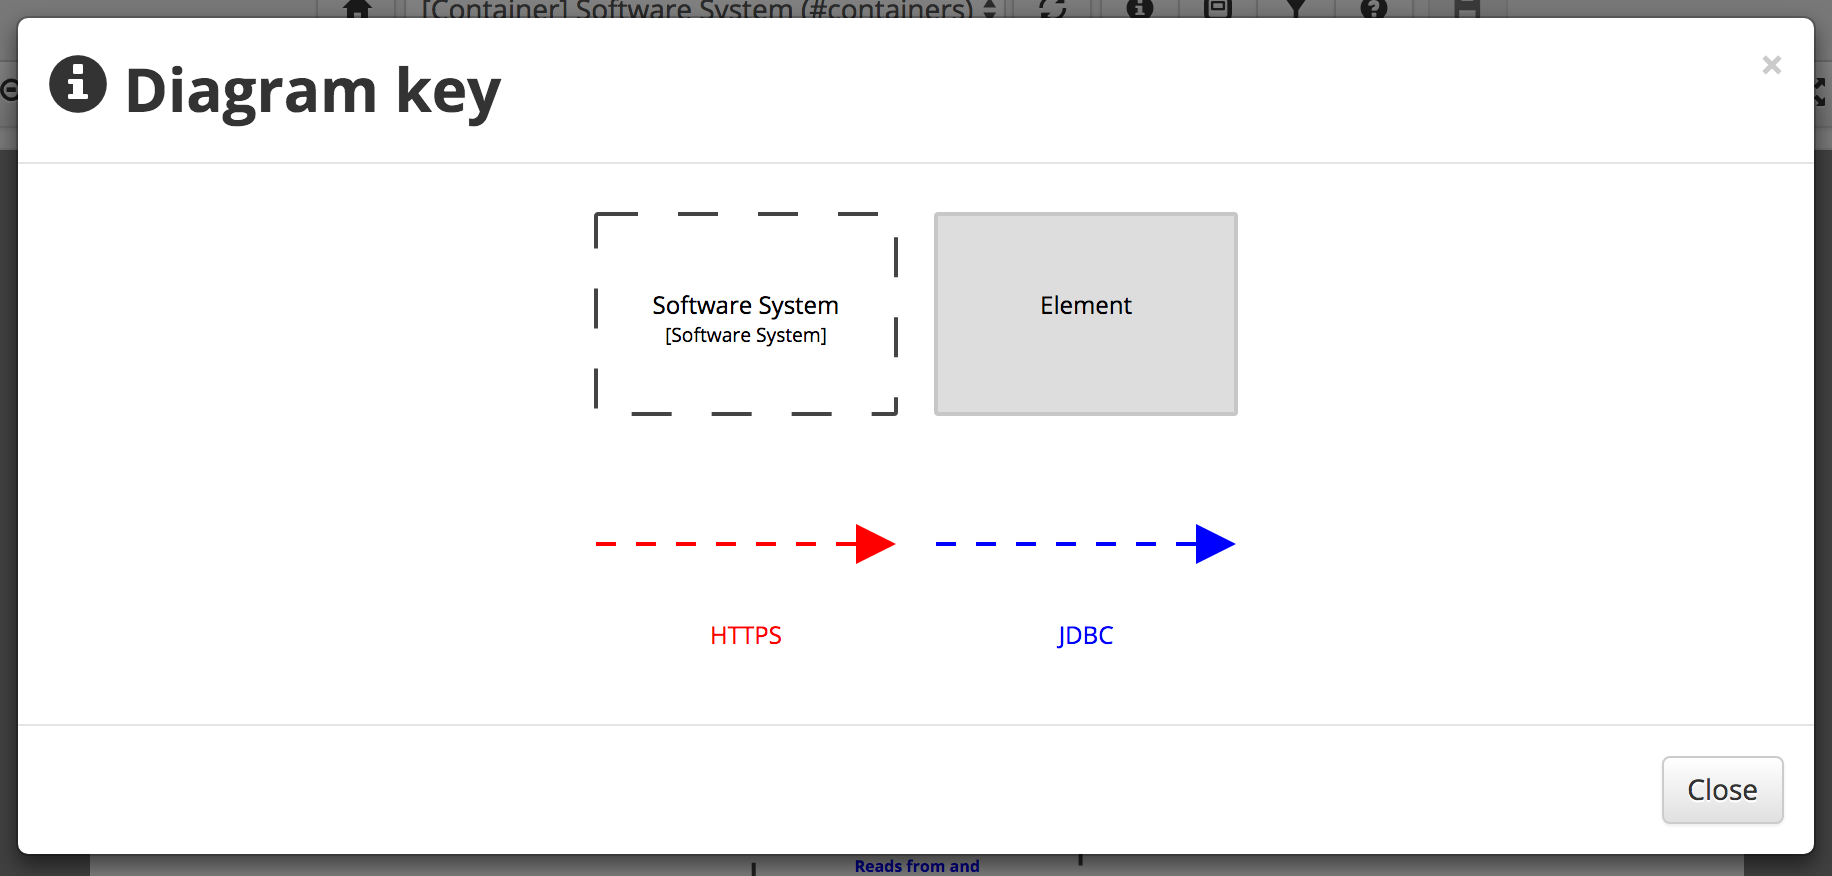 [Container] Software System (#containers)
Diagram key
×
Software System
[Software System]
Element
HTTPS
JDBC
Close
Reads from and